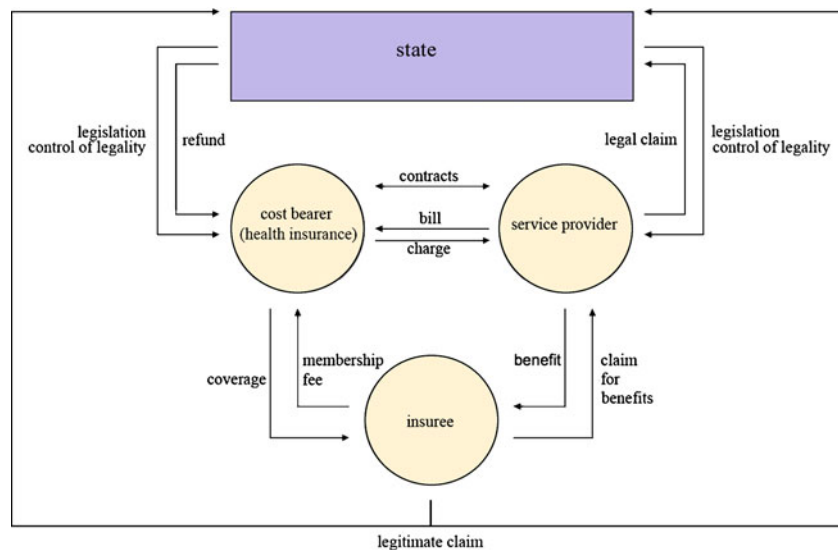 state
legislation
control of legality
refund
legal claim
legislation
control of legality
contracts
cost bearer
(health insurance)
bill
service provider
charge
membership
fee
coverage
benefit
claim
for
benefits
insuree
legitimate claim